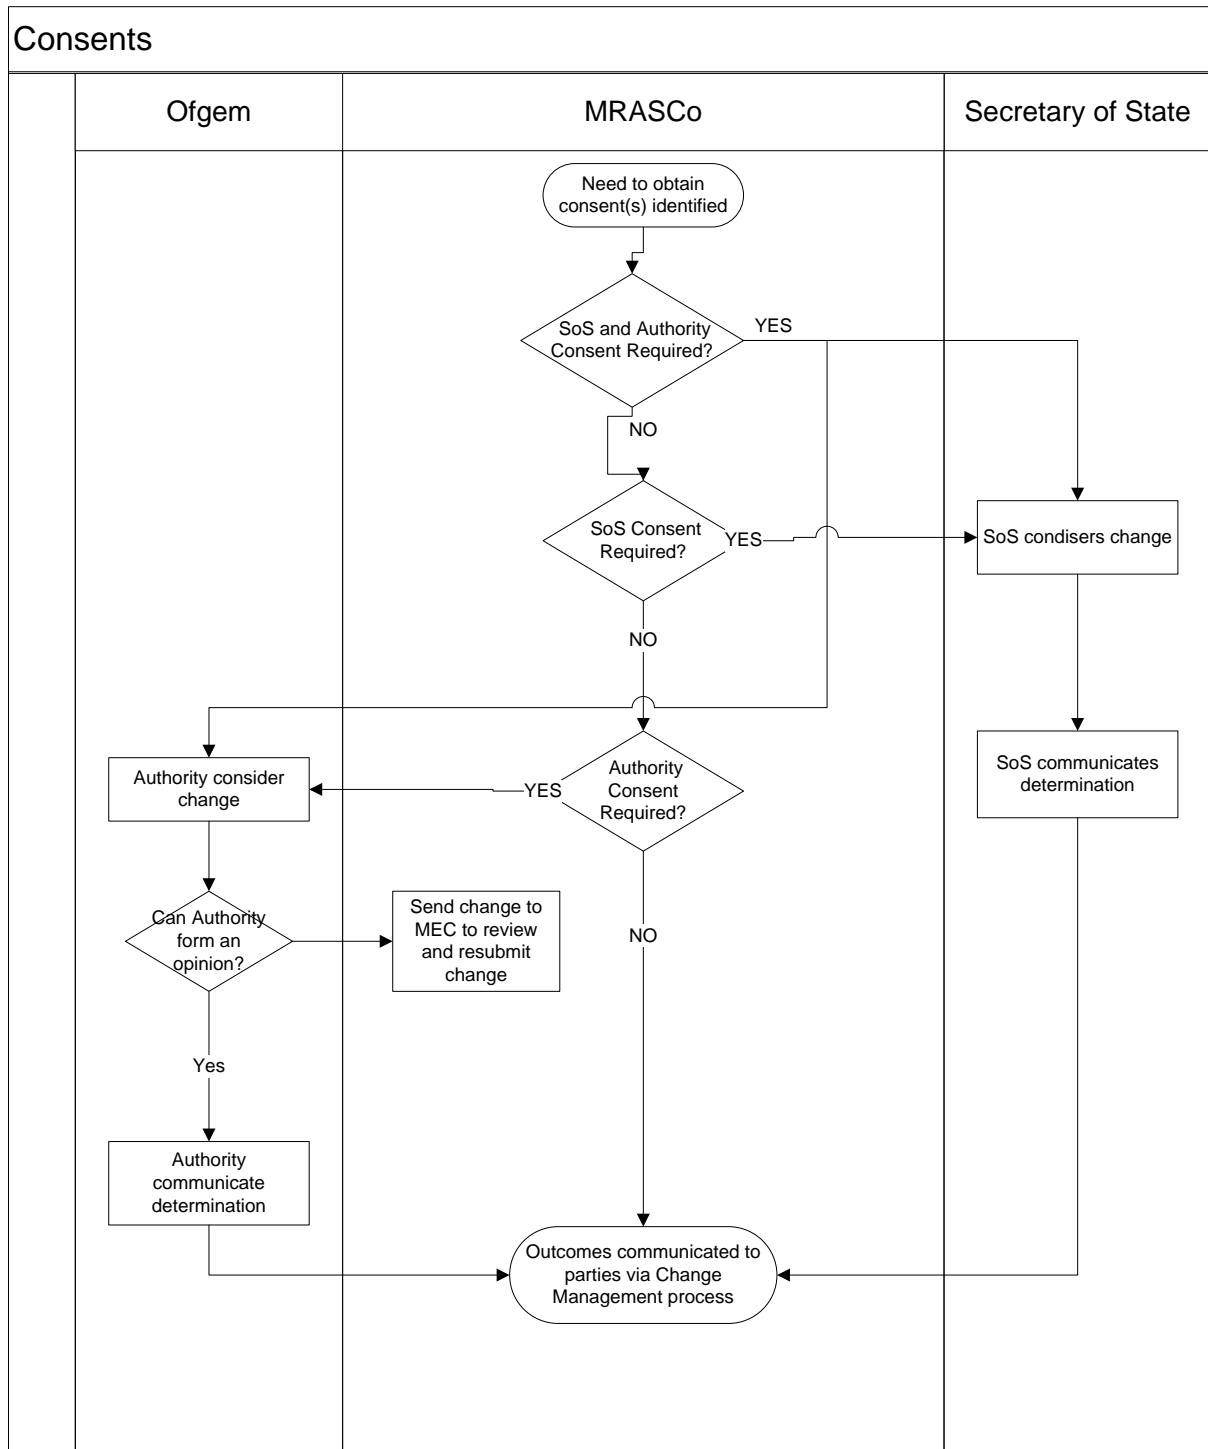 Consents
Ofgem
MRASCo
Secretary of State
Need to obtain
consent(s) identified
SoS and Authority
Consent Required?
YES
NO
SoS Consent
Required?
YES
SoS condisers change
NO
Authority consider
change
YES
Authority
Consent
Required?
SoS communicates
determination
Can Authority
form an
opinion?
Send change to
MEC to review
and resubmit
change
NO
Yes
Authority
communicate
determination
Outcomes communicated to
parties via Change
Management process